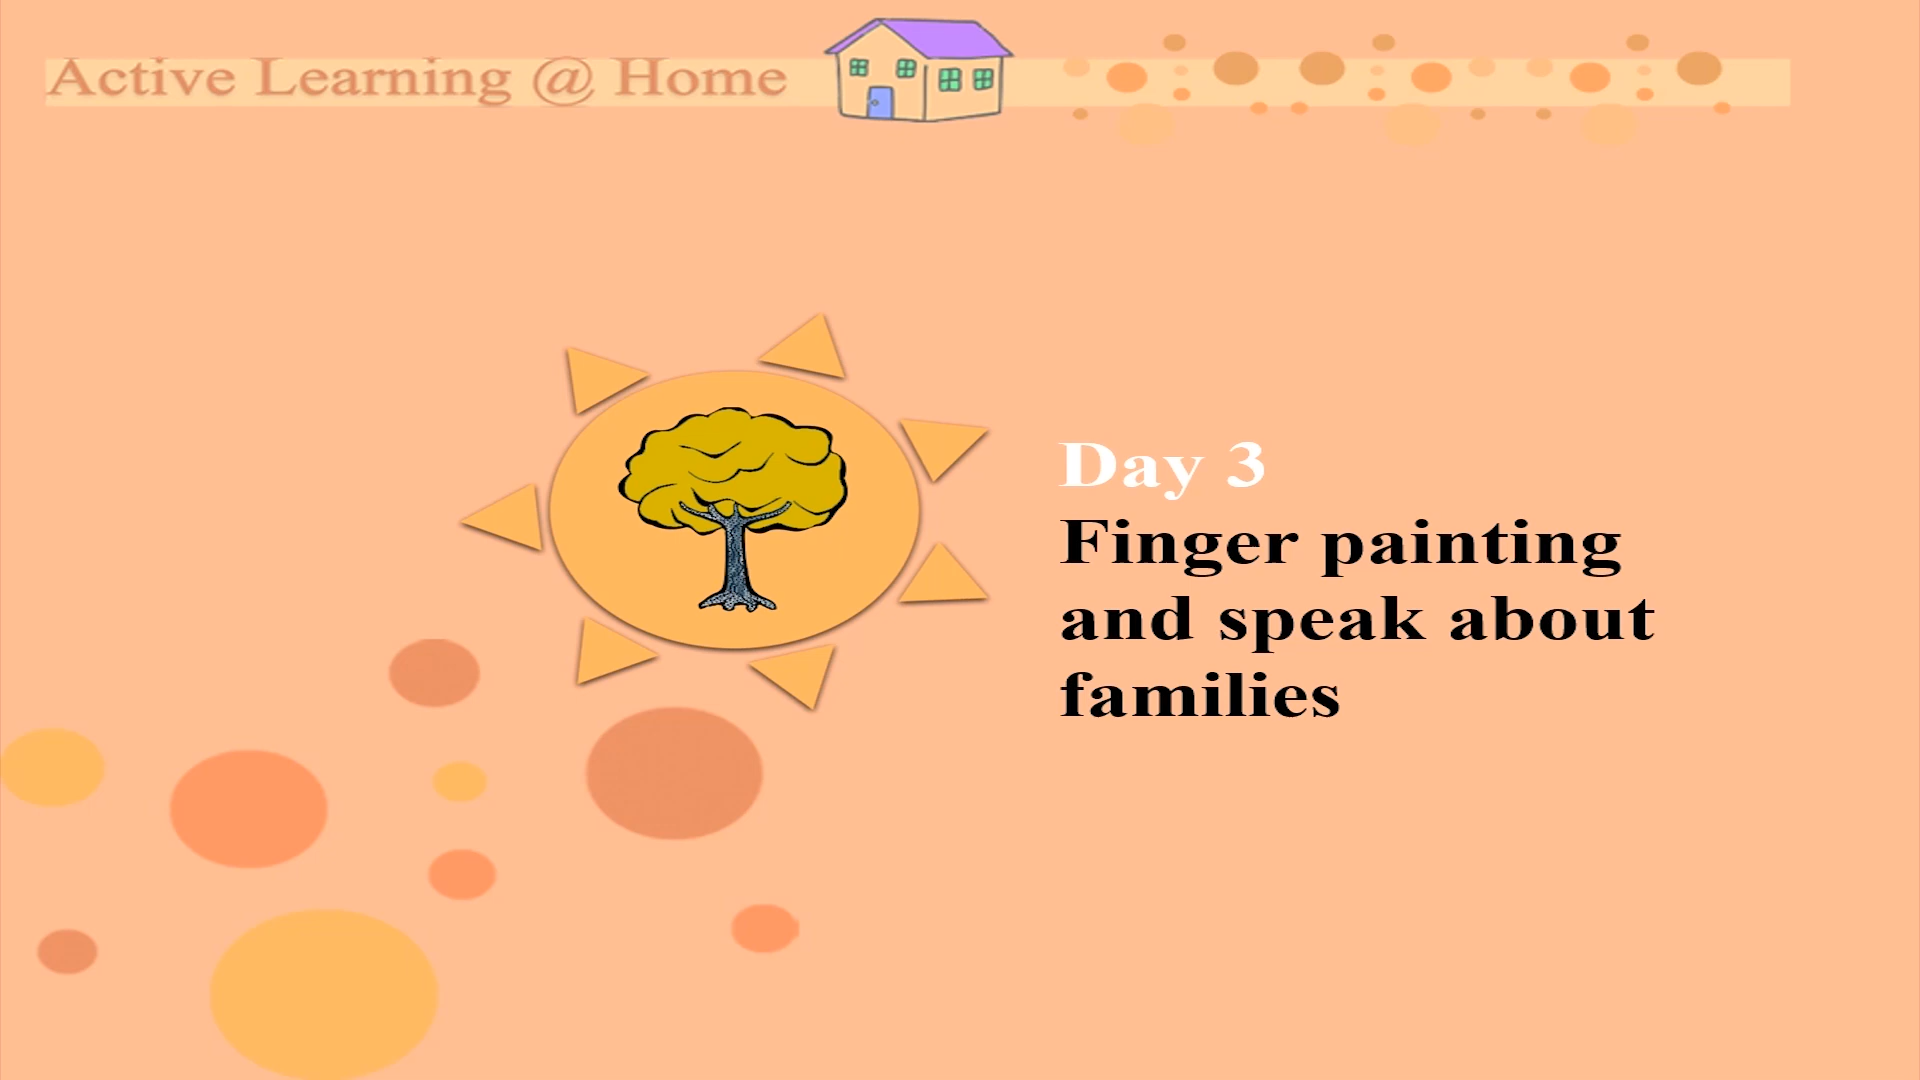 Active Learning @ Home
Day 3
Finger painting
and speak about
families